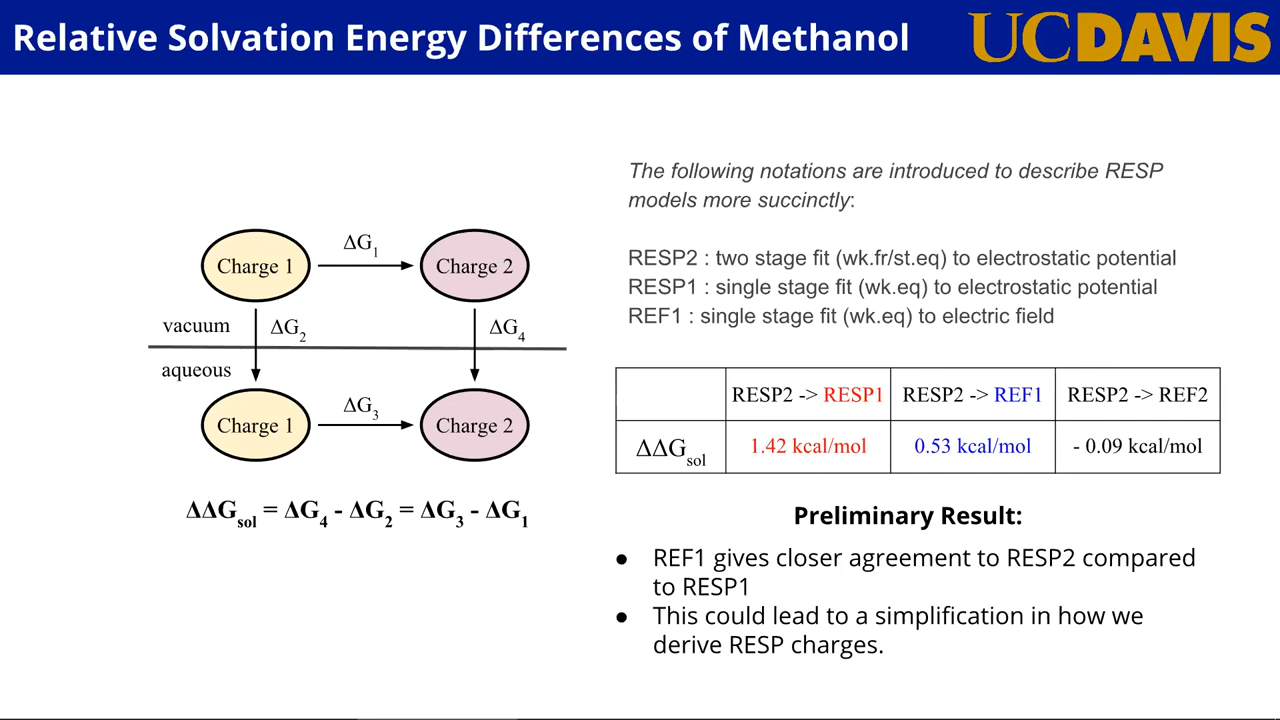 Relative Solvation Energy Differences of Methanol
UCDAVIS
The following notations are introduced to describe RESP
models more succinctly:
RESP2 : two stage fit (wk.fr/st.eq) to electrostatic potential
RESP1 : single stage fit (wk.eq) to electrostatic potential
REF1 : single stage fit (wk.eq) to electric field
Charge 1
ΔG1
Charge 2
vacuum
ΔG2
ΔG4
aqueous
Charge 1
ΔG3
Charge 2
ΔΔGsol = ΔG4 - ΔG2 = ΔG3 - ΔG1
RESP2 -> RESP1
RESP2 -> REF1
RESP2 -> REF2
ΔΔGsol
1.42 kcal/mol
0.53 kcal/mol
- 0.09 kcal/mol
Preliminary Result:
● REF1 gives closer agreement to RESP2 compared
to RESP1
● This could lead to a simplification in how we
derive RESP charges.